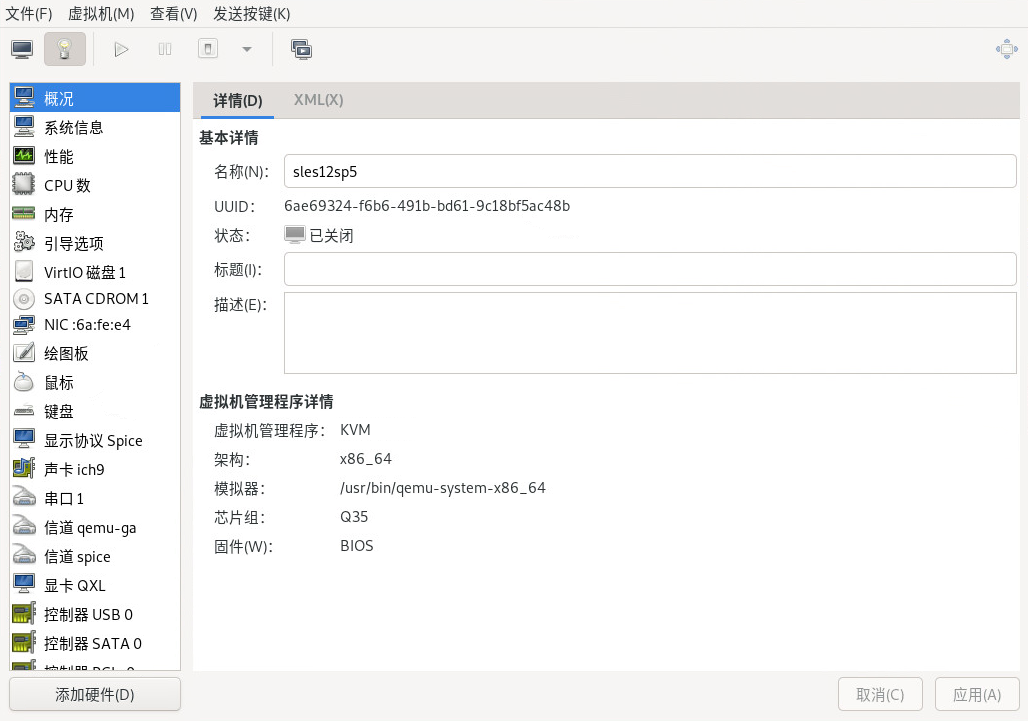 文件(F) 虚拟机(M) 查看(V) 发送按键(K)
概况
系统信息
性能
CPU 数
内存
引导选项
VirtIO 磁盘 1
SATA CDROM 1
NIC :6a:fe:e4
绘图板
鼠标
键盘
显示协议 Spice
声卡 ich9
串口 1
信道 qemu-ga
信道 spice
显卡 QXL
控制器 USB 0
控制器 SATA 0
添加硬件(D)
详情(D) XML(X)
基本详情
名称(N): sles12sp5
UUID: 6ae69324-f6b6-491b-bd61-9c18bf5ac48b
状态: 已关闭
标题(I):
描述(E):
虚拟机管理程序详情
虚拟机管理程序: KVM
架构: x86_64
模拟器: /usr/bin/qemu-system-x86_64
芯片组: Q35
固件(W): BIOS
取消(C) 应用(A)